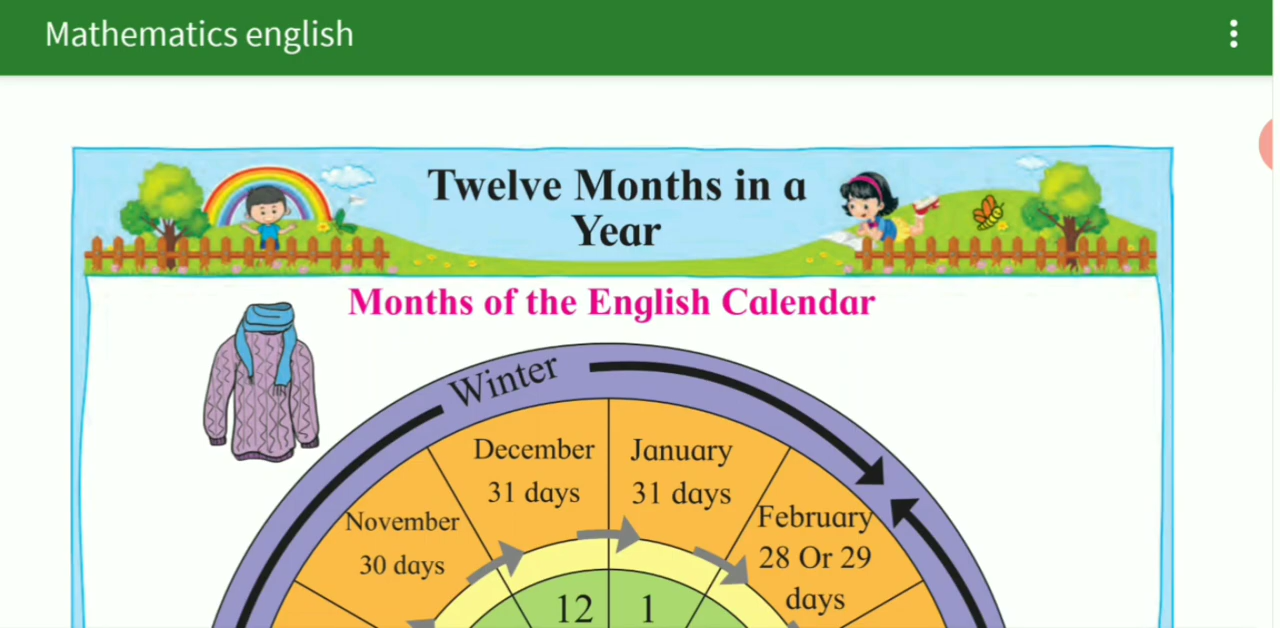 Mathematics english
Twelve Months in a
Year
Months of the English Calendar
Winter
December
31 days
January
31 days
November
30 days
February
28 Or 29
days
12
1